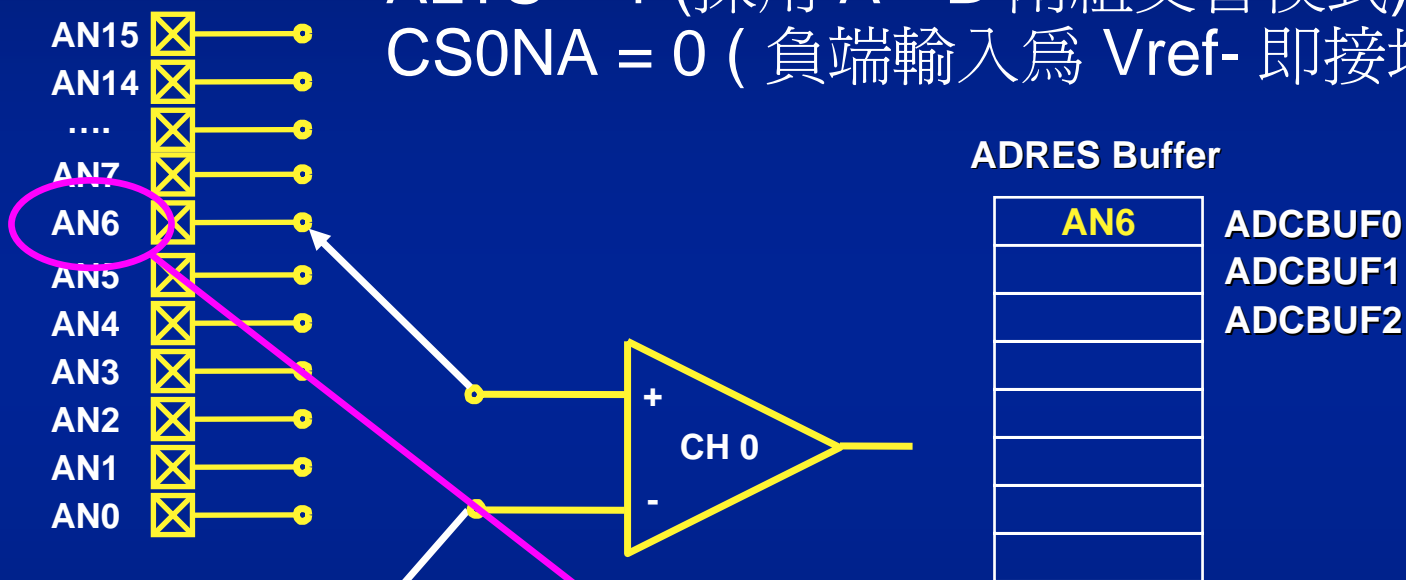 CS0NA = 0 ( 負端輸入爲 Vref- 即接
AN15
AN14
....
AN7
AN6
AN5
AN4
AN3
AN2
AN1
AN0
+
CH 0
-
ADRES Buffer
AN6
ADCBUF0
ADCBUF1
ADCBUF2